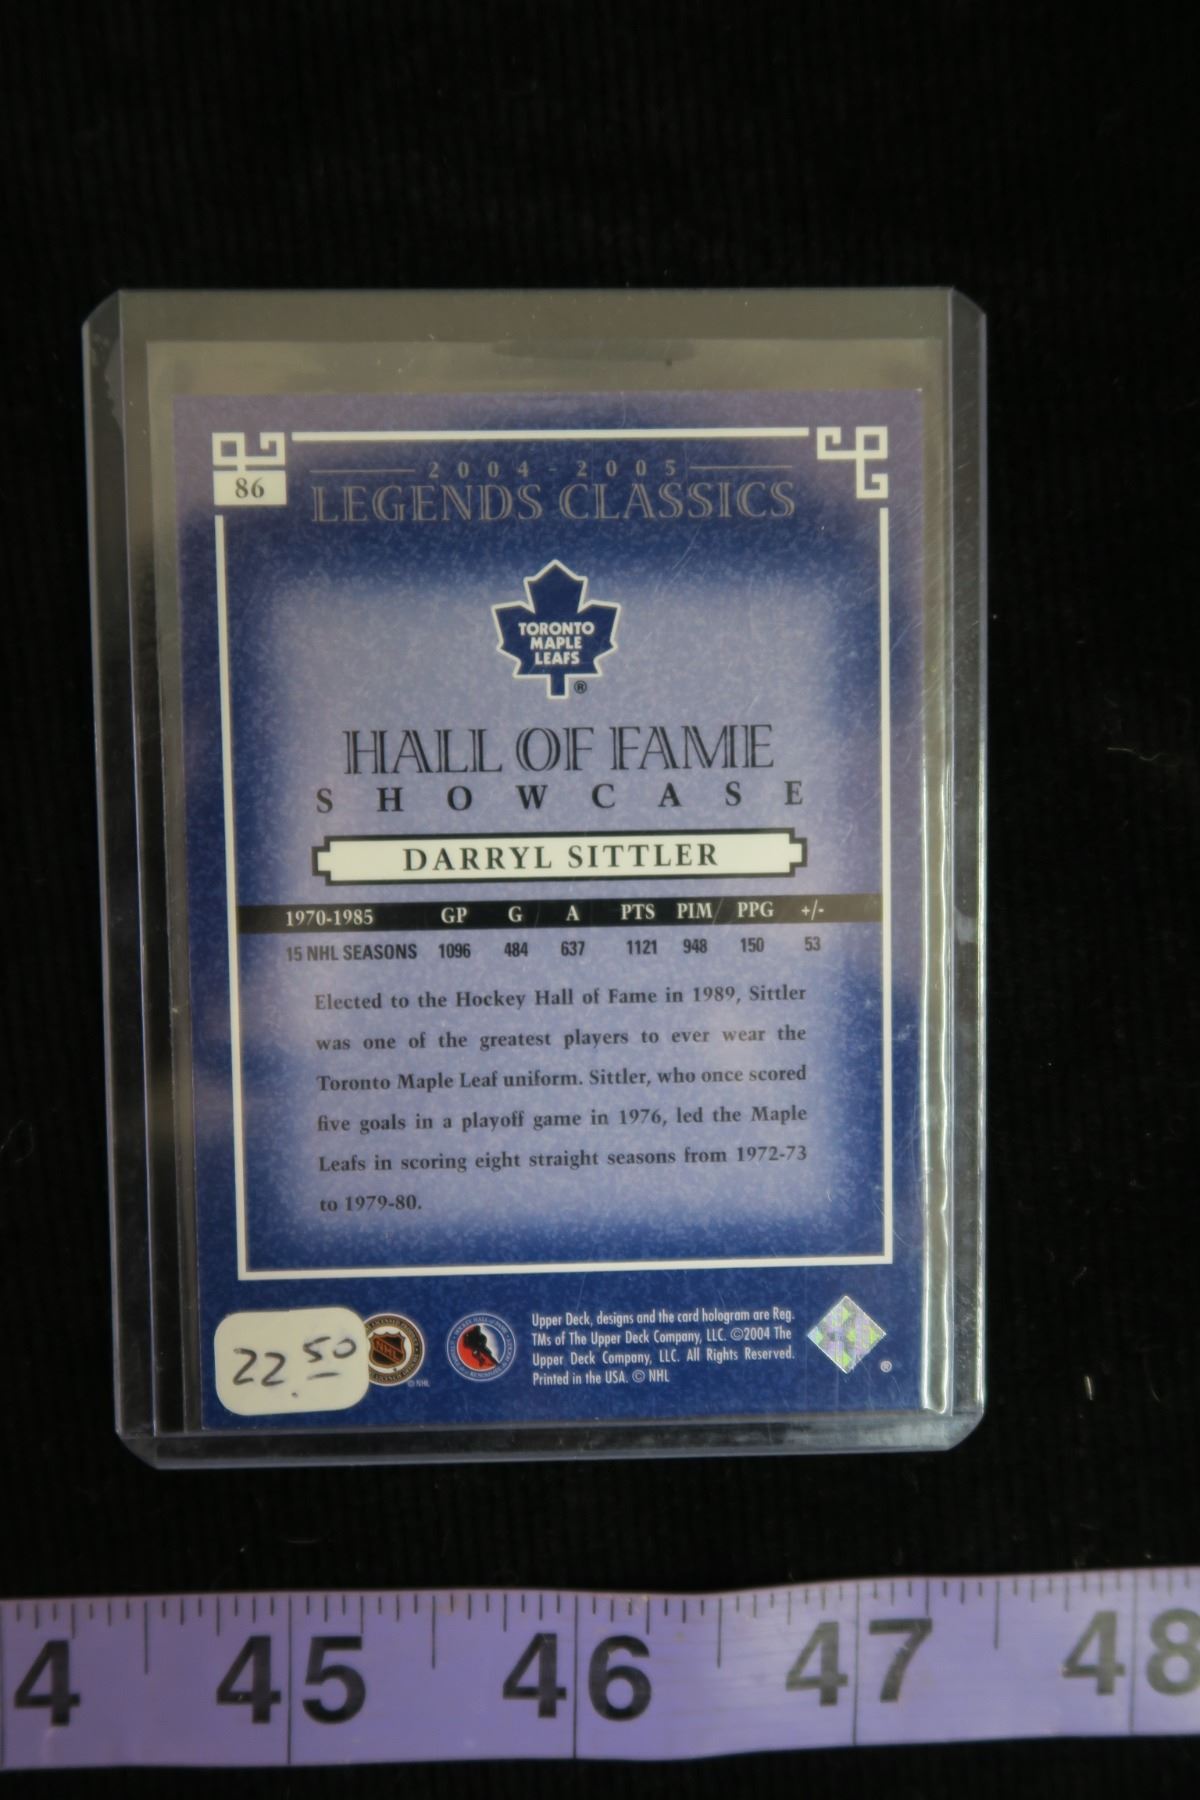 2004-2005
86
LEGENDS CLASSICS
TORONTO
MAPLE
LEAFS
®
HALL OF FAME
SHOWCASE
DARRYL SITTLER
1970-1985 GP G A PTS PIM PPG +/-
15 NHL SEASONS 1096 484 637 1121 948 150 53
Elected to the Hockey Hall of Fame in 1989, Sittler
was one of the greatest players to ever wear the
Toronto Maple Leaf uniform. Sittler, who once scored
five goals in a playoff game in 1976, led the Maple
Leafs in scoring eight straight seasons from 1972-73
to 1979-80.
22.50
NHL
© NHL
Upper Deck, designs and the card hologram are Reg.
TMs of The Upper Deck Company, LLC. ©2004 The
Upper Deck Company, LLC. All Rights Reserved.
Printed in the USA. © NHL
®
4 45 46 47 48